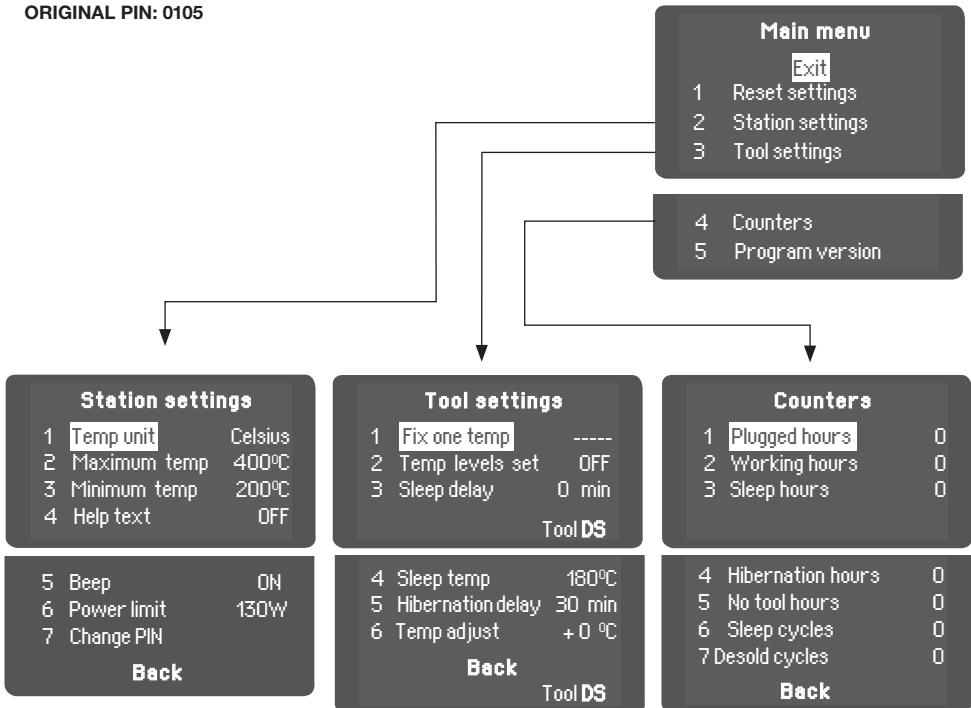 ORIGINAL PIN: 0105
Main menu
Exit
1 Reset settings
2 Station settings
3 Tool settings
4 Counters
5 Program version
Station settings
1 Temp unit Celsius
2 Maximum temp 400ºC
3 Minimum temp 200ºC
4 Help text OFF
5 Beep ON
6 Power limit 130W
7 Change PIN
Back
Tool settings
1 Fix one temp -----
2 Temp levels set OFF
3 Sleep delay 0 min
Tool DS
4 Sleep temp 180ºC
5 Hibernation delay 30 min
6 Temp adjust +0 ºC
Back
Tool DS
Counters
1 Plugged hours 0
2 Working hours 0
3 Sleep hours 0
4 Hibernation hours 0
5 No tool hours 0
6 Sleep cycles 0
7 Desold cycles 0
Back